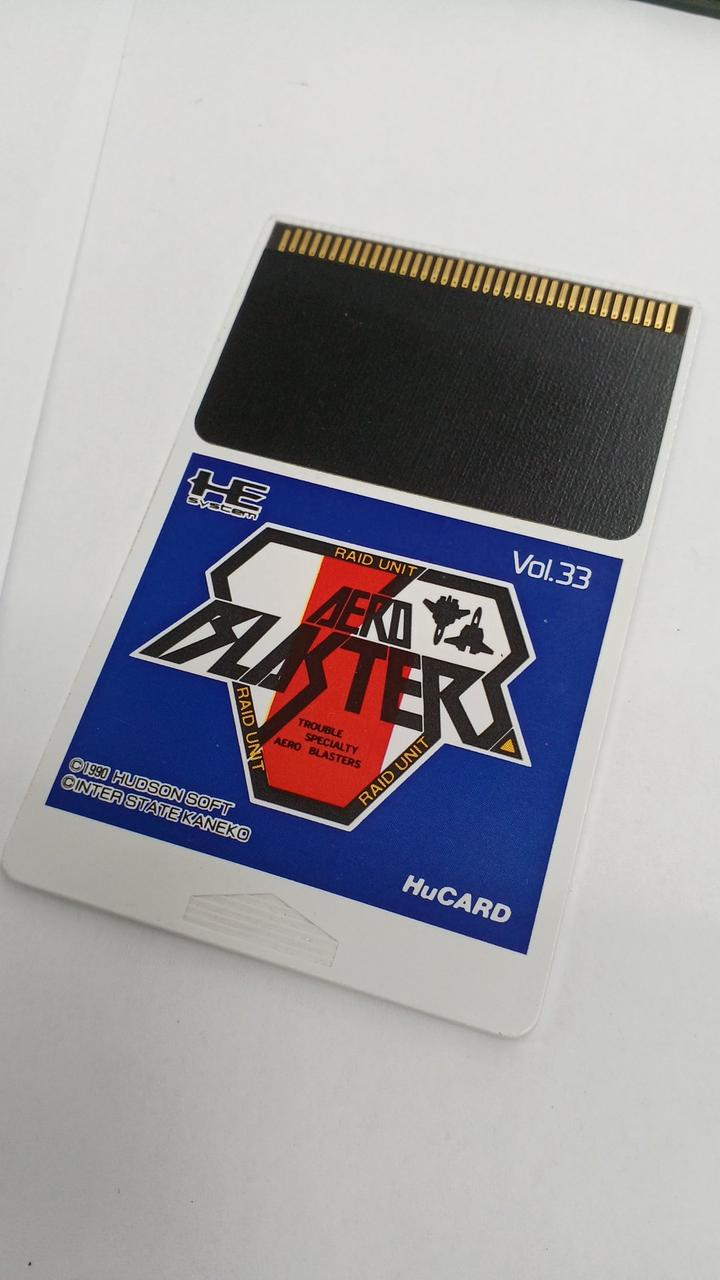 HE
SYSTEM
Vol.33
RAID UNIT
AERO
BLASTERS
RAID UNIT
TROUBLE
SPECIALTY
AERO BLASTERS
RAID UNIT
©1990 HUDSON SOFT
©INTER STATE KANEKO
HuCARD